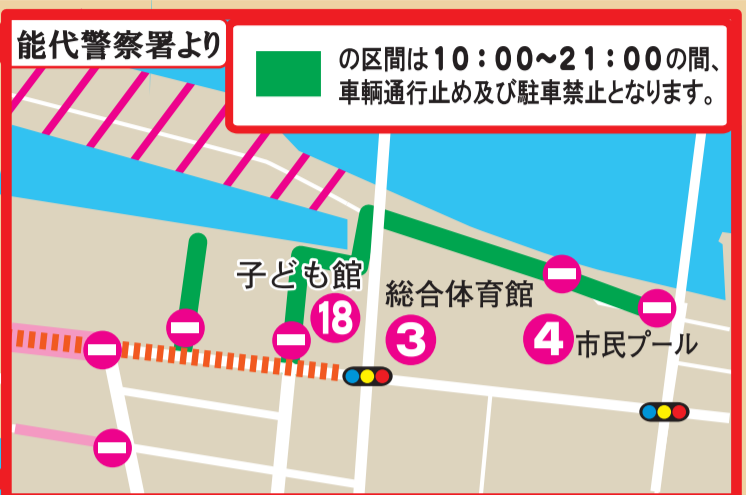 能代警察署より
の区間は10:00~21:00の間、
車輌通行止め及び駐車禁止となります。
子ども館
18
総合体育館
3
4
市民プール